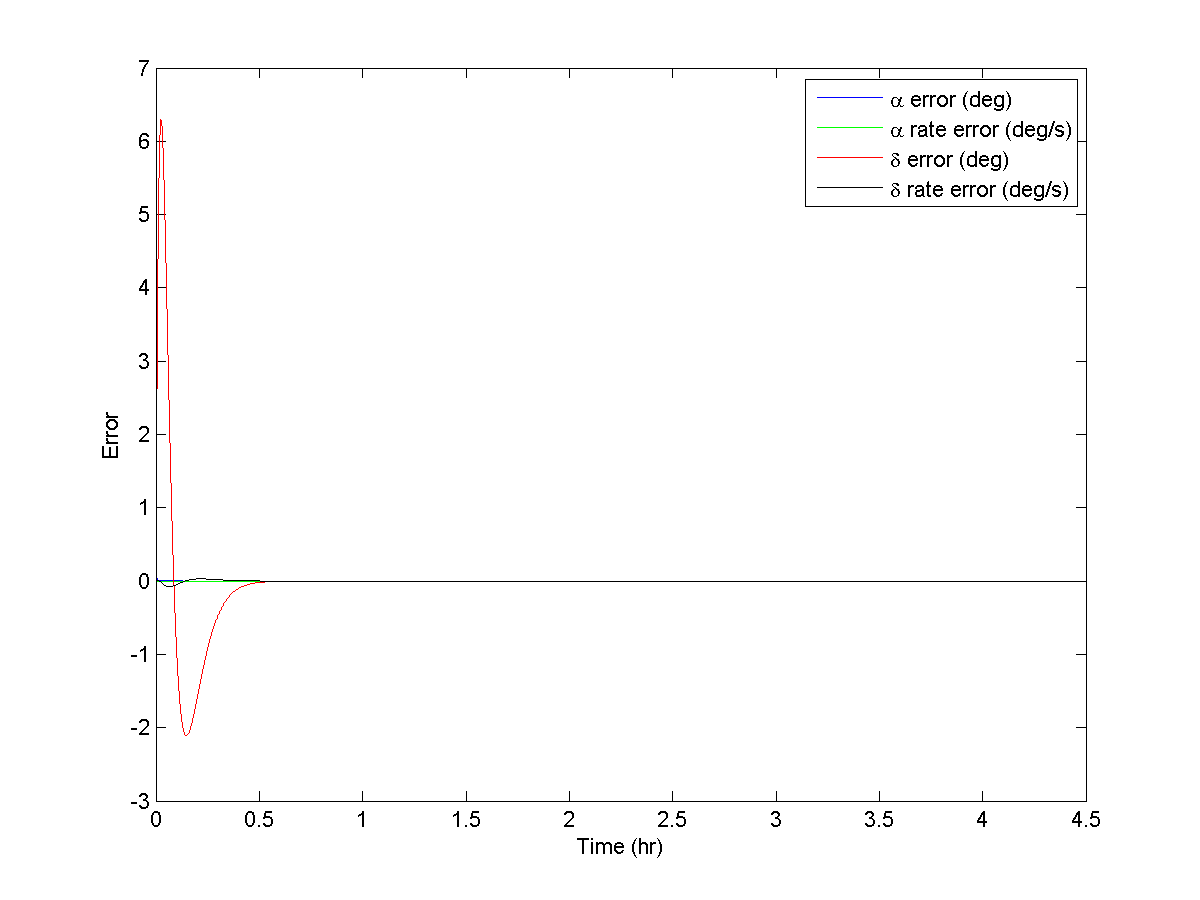 7
6
5
4
3
2
1
0
-1
-2
-3
Error
0 0.5 1 1.5 2 2.5 3 3.5 4 4.5
Time (hr)
α error (deg)
α rate error (deg/s)
δ error (deg)
δ rate error (deg/s)